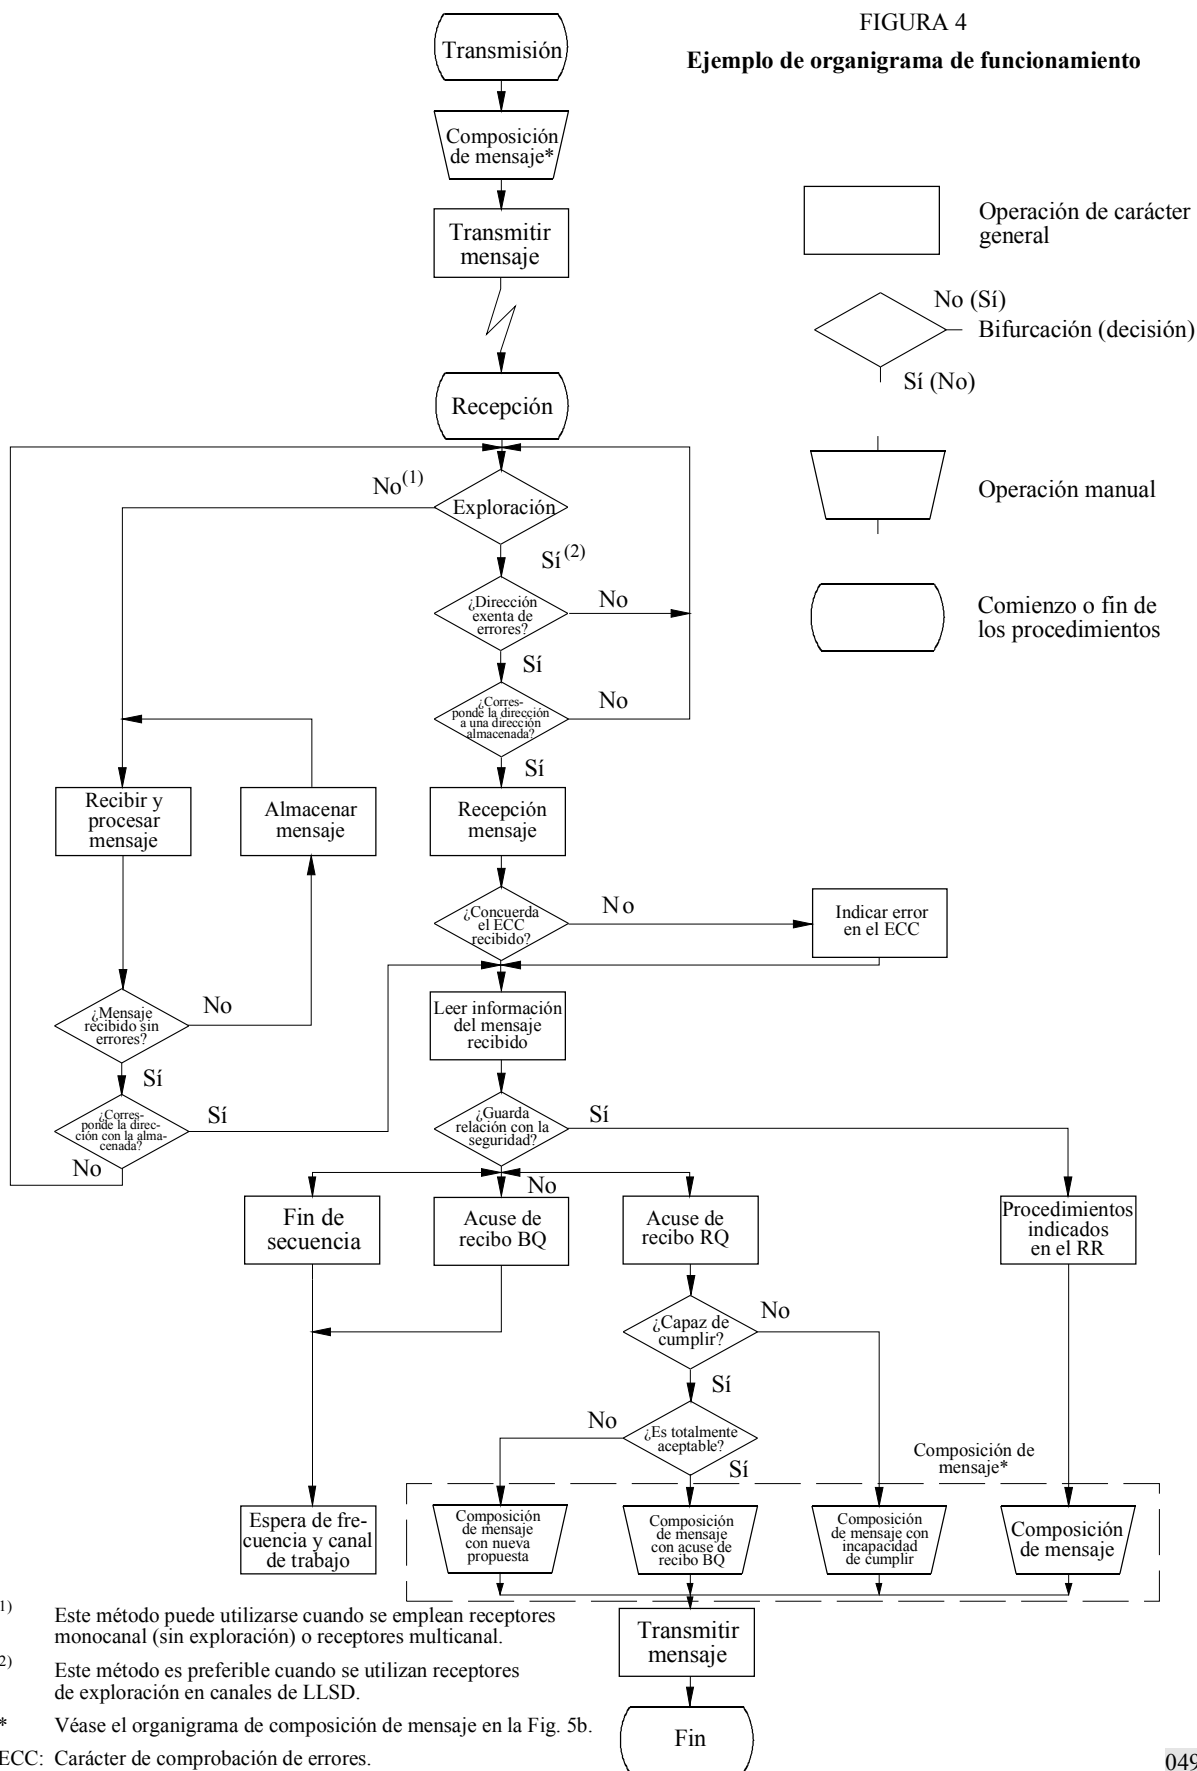 FIGURA 4
Ejemplo de organigrama de funcionamiento
Transmisión
Composición
de mensaje*
Transmitir
mensaje
Operación de carácter
general
No (Sí)
Bifurcación (decisión)
Sí (No)
Operación manual
Comienzo o fin de
los procedimientos
Recepción
No(1)
Exploración
Sí(2)
¿Dirección
exenta de
errores?
No
Sí
¿Corres-
ponde la dirección
a una dirección
almacenada?
No
Sí
Recibir y
procesar
mensaje
Almacenar
mensaje
Recepción
mensaje
¿Concuerda
el ECC
recibido?
No
Indicar error
en el ECC
¿Mensaje
recibido sin
errores?
No
Sí
Leer información
del mensaje
recibido
¿Corres-
ponde la direc-
ción con la alma-
cenada?
Sí
No
¿Guarda
relación con la
seguridad?
Sí
No
Fin de
secuencia
Acuse de
recibo BQ
Acuse de
recibo RQ
Procedimientos
indicados
en el RR
¿Capaz de
cumplir?
No
Sí
¿Es totalmente
aceptable?
No
Sí
Composición de
mensaje*
Espera de fre-
cuencia y canal
de trabajo
Composición
de mensaje
con nueva
propuesta
Composición
de mensaje
con acuse de
recibo BQ
Composición
de mensaje con
incapacidad
de cumplir
Composición
de mensaje
Transmitir
mensaje
Fin
1) Este método puede utilizarse cuando se emplean receptores
monocanal (sin exploración) o receptores multicanal.
2) Este método es preferible cuando se utilizan receptores
de exploración en canales de LLSD.
* Véase el organigrama de composición de mensaje en la Fig. 5b.
ECC: Carácter de comprobación de errores.
049